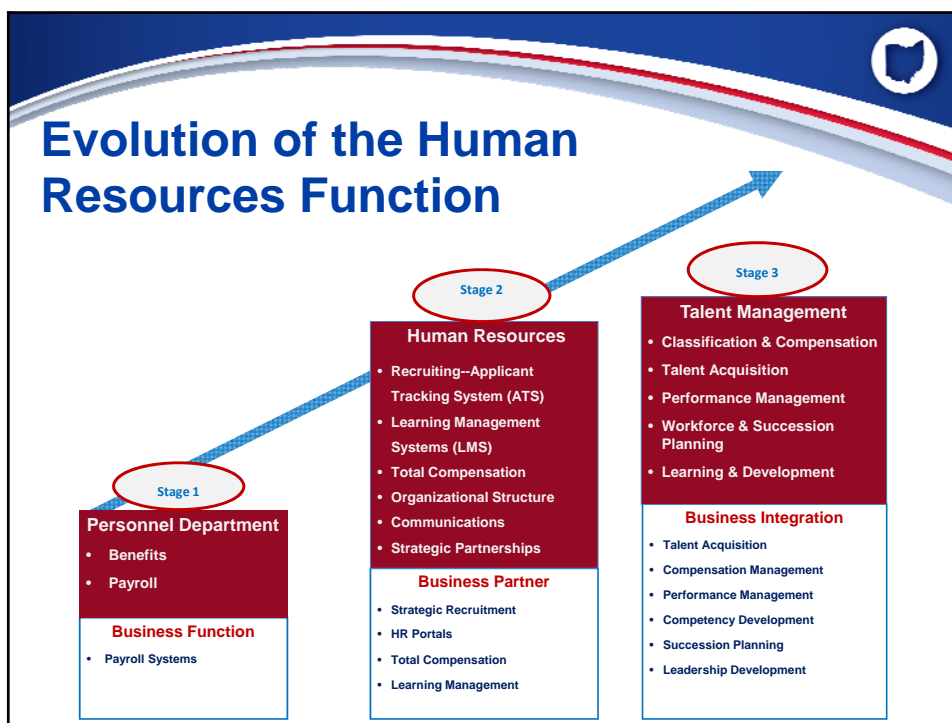 Evolution of the Human
Resources Function
Stage 1
Personnel Department
• Benefits
• Payroll
Business Function
• Payroll Systems
Stage 2
Human Resources
• Recruiting--Applicant
Tracking System (ATS)
• Learning Management
Systems (LMS)
• Total Compensation
• Organizational Structure
• Communications
• Strategic Partnerships
Business Partner
• Strategic Recruitment
• HR Portals
• Total Compensation
• Learning Management
Stage 3
Talent Management
• Classification & Compensation
• Talent Acquisition
• Performance Management
• Workforce & Succession
Planning
• Learning & Development
Business Integration
• Talent Acquisition
• Compensation Management
• Performance Management
• Competency Development
• Succession Planning
• Leadership Development